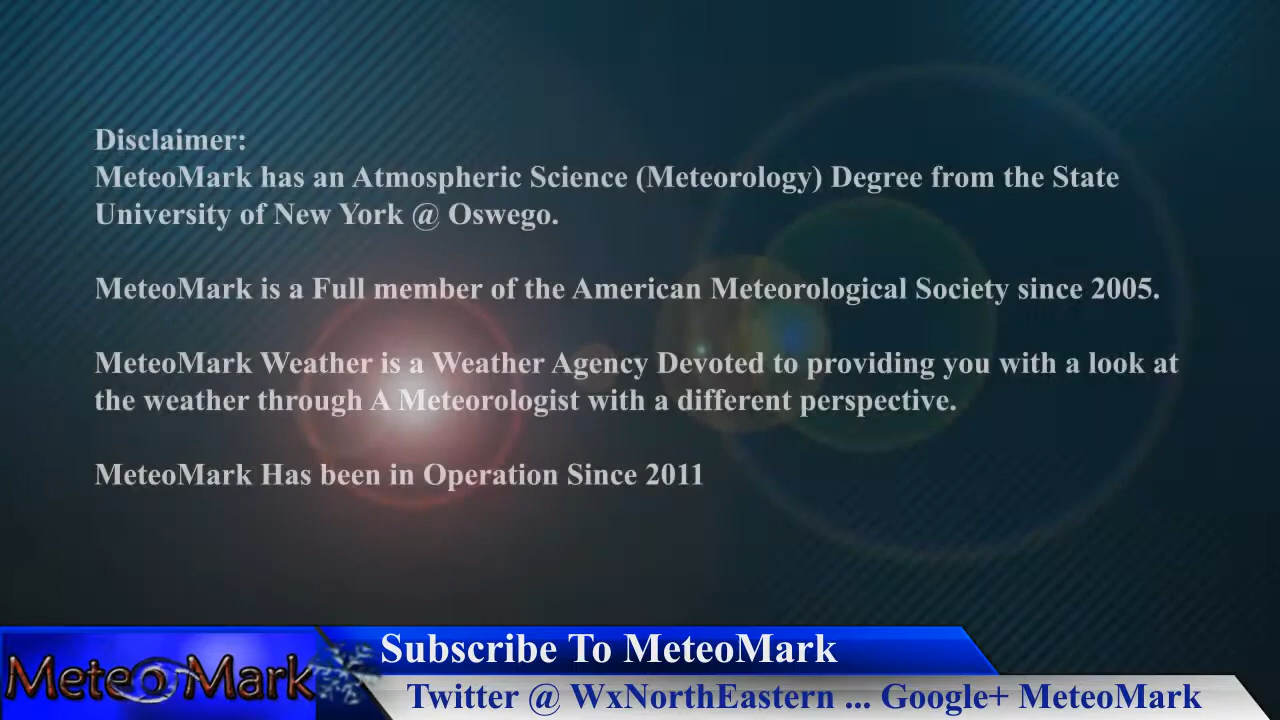 Disclaimer:
MeteoMark has an Atmospheric Science (Meteorology) Degree from the State
University of New York @ Oswego.
MeteoMark is a Full member of the American Meteorological Society since 2005.
MeteoMark Weather is a Weather Agency Devoted to providing you with a look at
the weather through A Meteorologist with a different perspective.
MeteoMark Has been in Operation Since 2011
Subscribe To MeteoMark
MeteoMark
Twitter @ WxNorthEastern ... Google+ MeteoMark